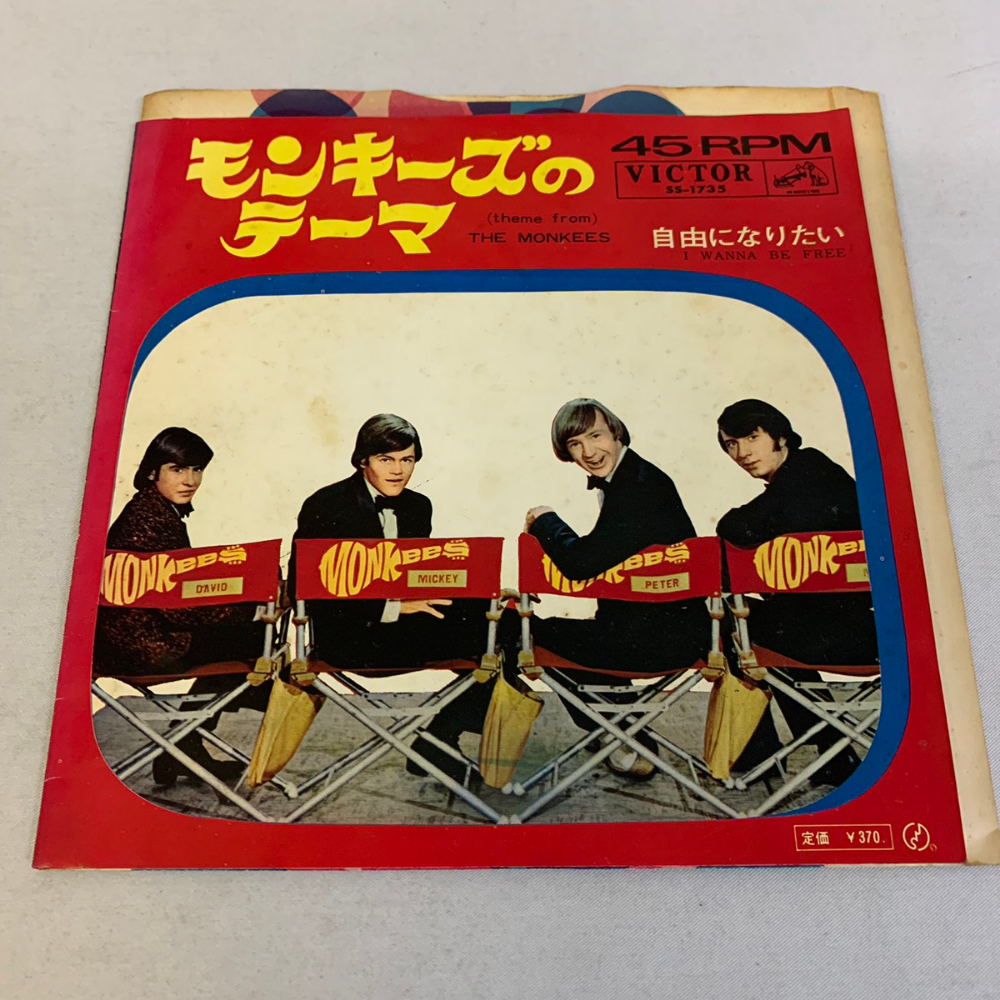 モンキーズの
テーマ
(theme from)
THE MONKEES
45 RPM
VICTOR
SS-1735
自由になりたい
I WANNA BE FREE
MONKEES
DAVID
MONKEES
MICKEY
MONKEES
PETER
定価 ¥370.